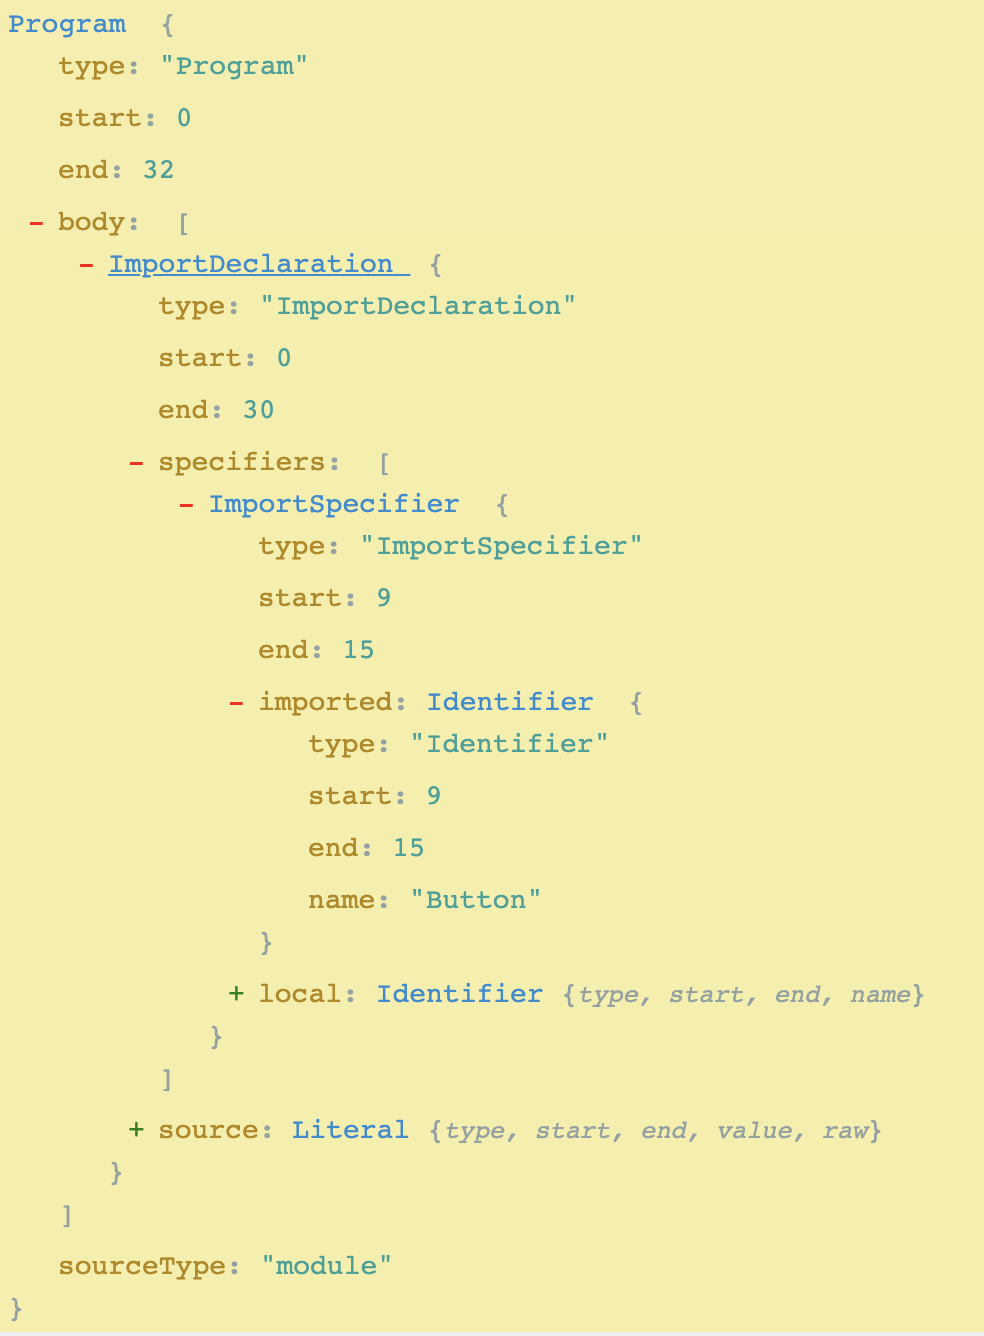 Program {
type: "Program"
start: 0
end: 32
- body: [
- ImportDeclaration {
type: "ImportDeclaration"
start: 0
end: 30
- specifiers: [
- ImportSpecifier {
type: "ImportSpecifier"
start: 9
end: 15
- imported: Identifier {
type: "Identifier"
start: 9
end: 15
name: "Button"
}
+ local: Identifier {type, start, end, name}
}
]
+ source: Literal {type, start, end, value, raw}
}
]
sourceType: "module"
}